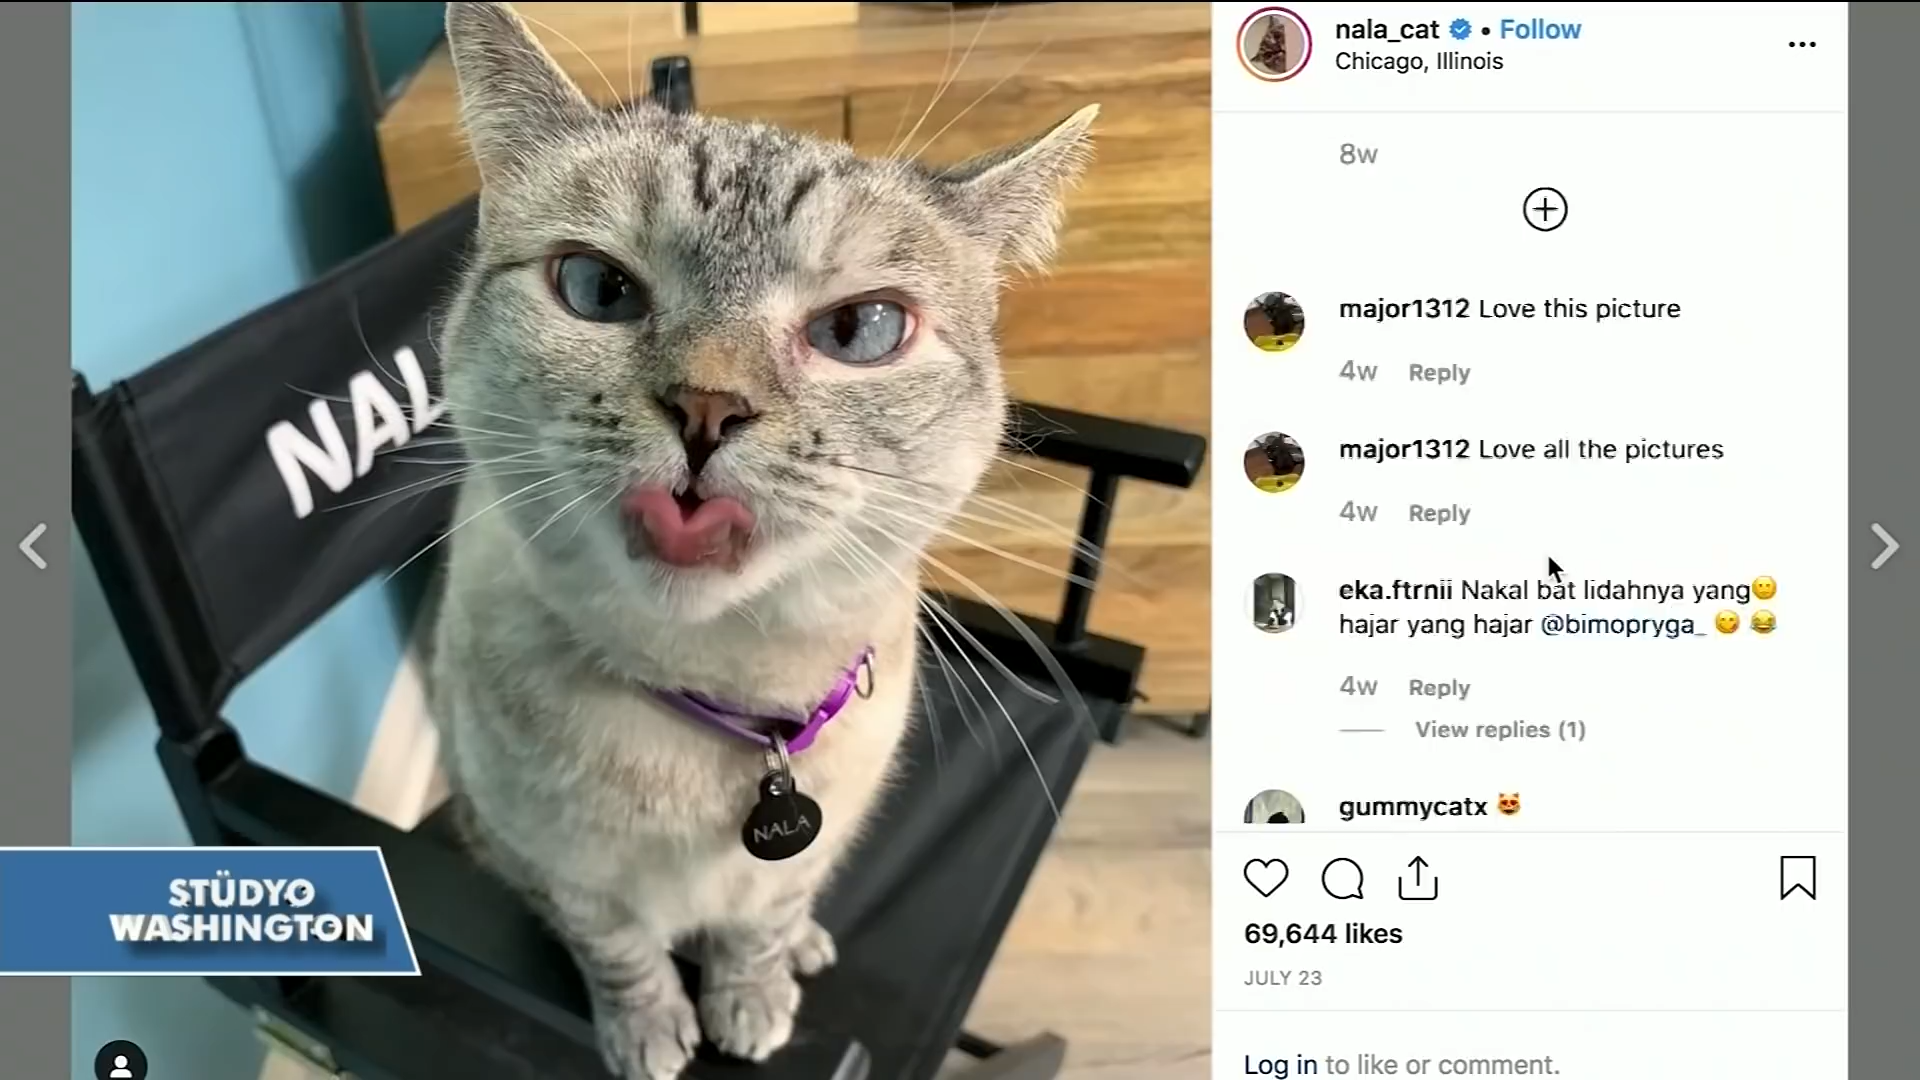 nala_cat • Follow
Chicago, Illinois
8w
major1312 Love this picture
4w Reply
major1312 Love all the pictures
4w Reply
eka.ftrnii Nakal bat lidahnya yang🙂
hajar yang hajar @bimopryga_ 😋 😂
4w Reply
View replies (1)
gummycatx 😻
69,644 likes
JULY 23
Log in to like or comment.
NAL
NALA
STÜDYO
WASHINGTON